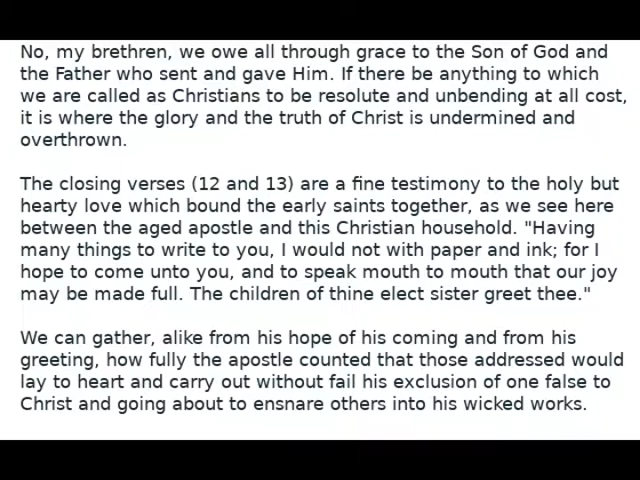 No, my brethren, we owe all through grace to the Son of God and
the Father who sent and gave Him. If there be anything to which
we are called as Christians to be resolute and unbending at all cost,
it is where the glory and the truth of Christ is undermined and
overthrown.
The closing verses (12 and 13) are a fine testimony to the holy but
hearty love which bound the early saints together, as we see here
between the aged apostle and this Christian household. "Having
many things to write to you, I would not with paper and ink; for I
hope to come unto you, and to speak mouth to mouth that our joy
may be made full. The children of thine elect sister greet thee."
We can gather, alike from his hope of his coming and from his
greeting, how fully the apostle counted that those addressed would
lay to heart and carry out without fail his exclusion of one false to
Christ and going about to ensnare others into his wicked works.